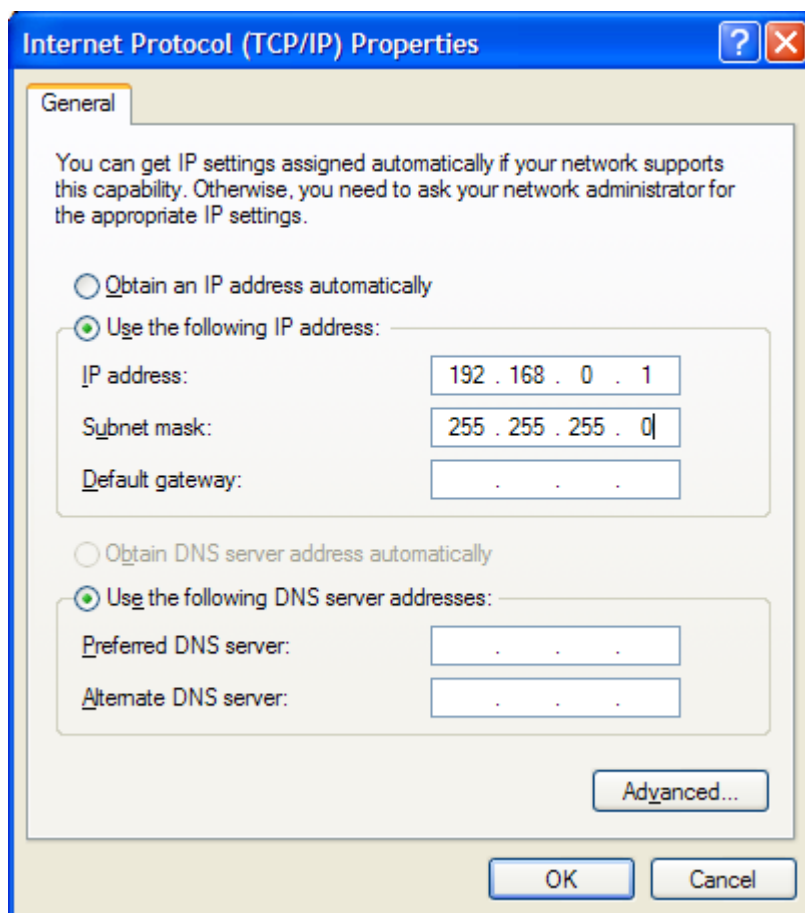 Internet Protocol (TCP/IP) Properties
General
You can get IP settings assigned automatically if your network supports
this capability. Otherwise, you need to ask your network administrator for
the appropriate IP settings.
Obtain an IP address automatically
Use the following IP address:
IP address: 192 . 168 . 0 . 1
Subnet mask: 255 . 255 . 255 . 0
Default gateway: . . .
Obtain DNS server address automatically
Use the following DNS server addresses:
Preferred DNS server: . . .
Alternate DNS server: . . .
Advanced...
OK Cancel